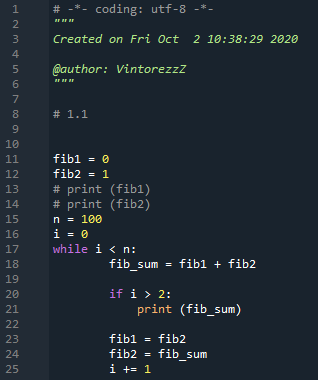 1 # -*- coding: utf-8 -*-
2 """
3 Created on Fri Oct  2 10:38:29 2020
4
5 @author: VintorezzZ
6 """
7
8 # 1.1
9
10
11 fib1 = 0
12 fib2 = 1
13 # print (fib1)
14 # print (fib2)
15 n = 100
16 i = 0
17 while i < n:
18         fib_sum = fib1 + fib2
19
20         if i > 2:
21             print (fib_sum)
22
23         fib1 = fib2
24         fib2 = fib_sum
25         i += 1